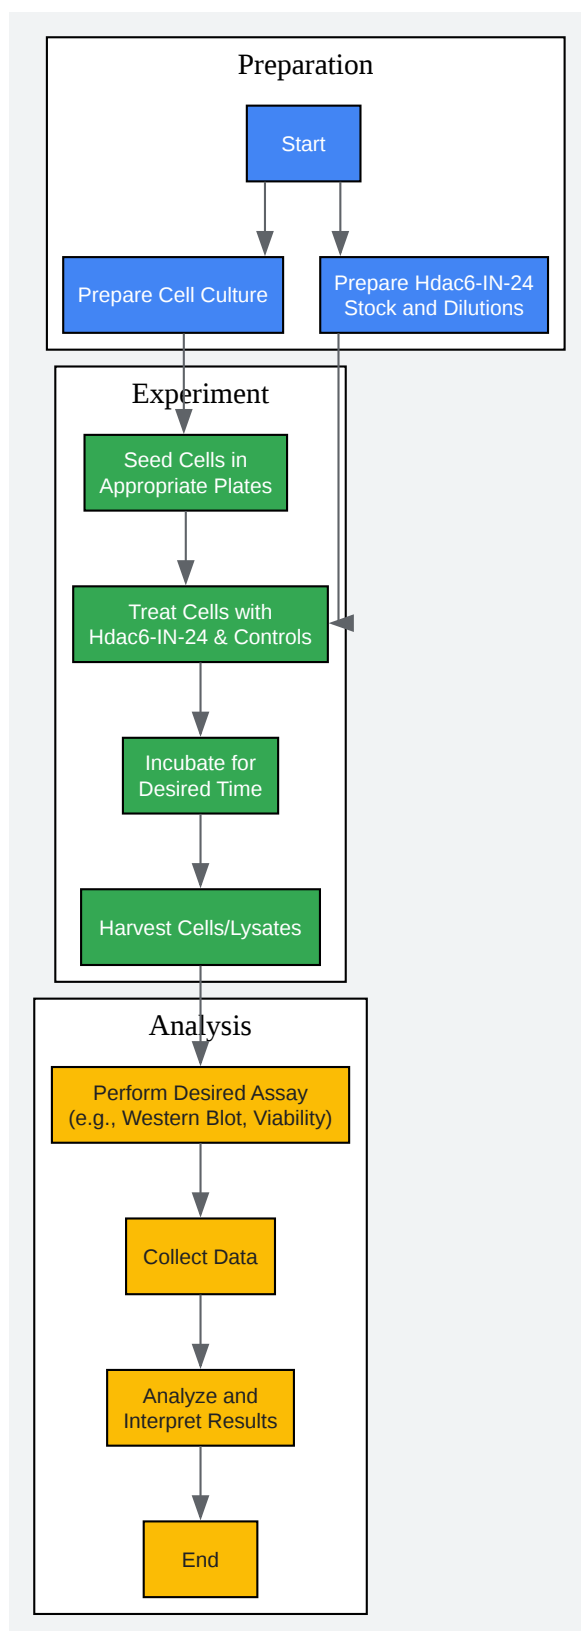 Preparation
Start
Prepare Cell Culture
Prepare Hdac6-IN-24
Stock and Dilutions
Experiment
Seed Cells in
Appropriate Plates
Treat Cells with
Hdac6-IN-24 & Controls
Incubate for
Desired Time
Harvest Cells/Lysates
Analysis
Perform Desired Assay
(e.g., Western Blot, Viability)
Collect Data
Analyze and
Interpret Results
End